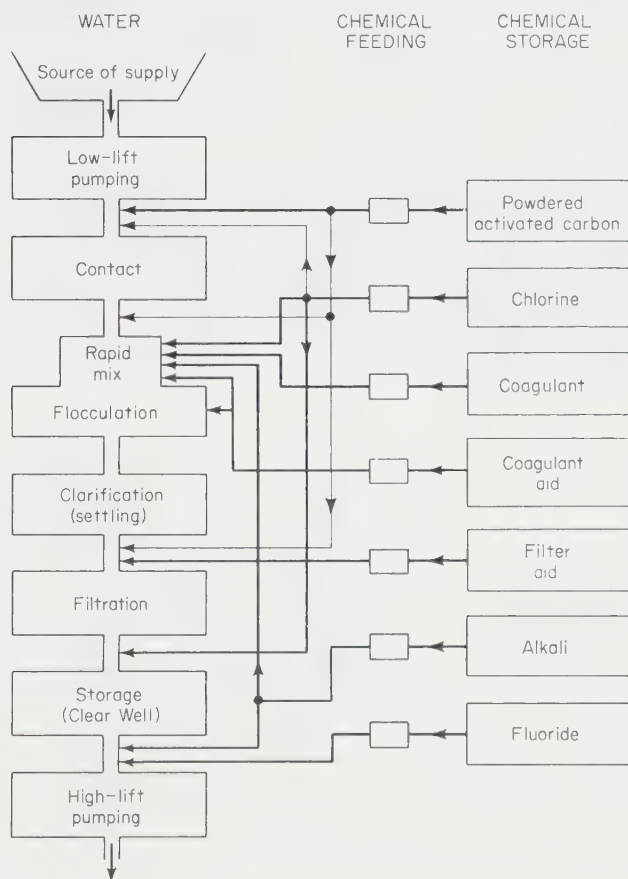 WATER
CHEMICAL
FEEDING
CHEMICAL
STORAGE
Source of supply
Low-lift
pumping
Contact
Rapid
mix
Flocculation
Clarification
(settling)
Filtration
Storage
(Clear Well)
High-lift
pumping
Powdered
activated carbon
Chlorine
Coagulant
Coagulant
aid
Filter
aid
Alkali
Fluoride